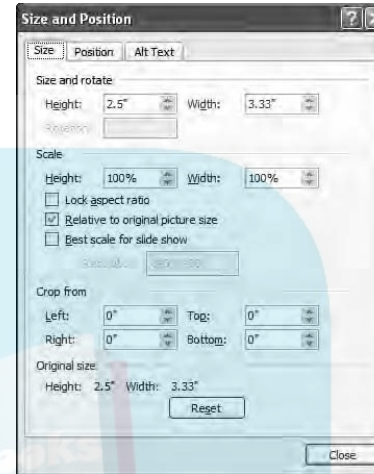 Size and Position
Size Position Alt Text
Size and rotate
Height: 2.5" Width: 3.33"
Rotation:
Scale
Height: 100% Width: 100%
Lock aspect ratio
Relative to original picture size
Best scale for slide show
Crop from
Left: 0" Top: 0"
Right: 0" Bottom: 0"
Original size
Height: 2.5" Width: 3.33"
Reset
Close